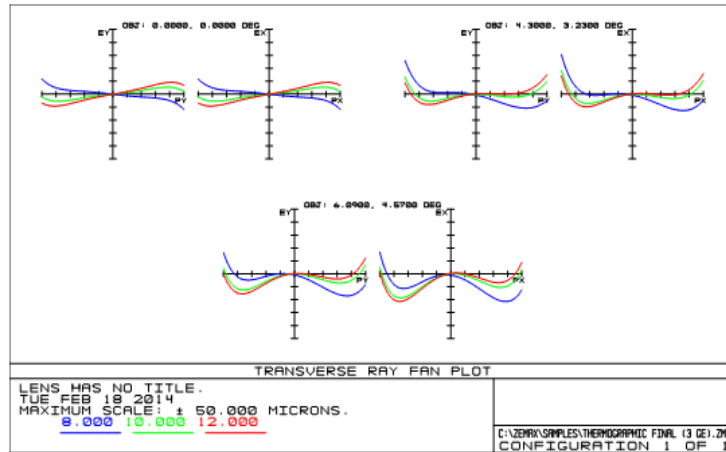 OBJ: 0.0000, 0.0000 DEG
EY
EX
PY
PX
OBJ: 4.3000, 3.2300 DEG
EY
EX
PY
PX
OBJ: 6.0900, 4.5700 DEG
EY
EX
PY
PX
TRANSVERSE RAY FAN PLOT
LENS HAS NO TITLE.
TUE FEB 18 2014
MAXIMUM SCALE: ± 50.000 MICRONS.
8.000 10.000 12.000
C:\ZEMAX\SAMPLES\THERMOGRAPHIC FINAL (3 GE).ZM
CONFIGURATION 1 OF 1